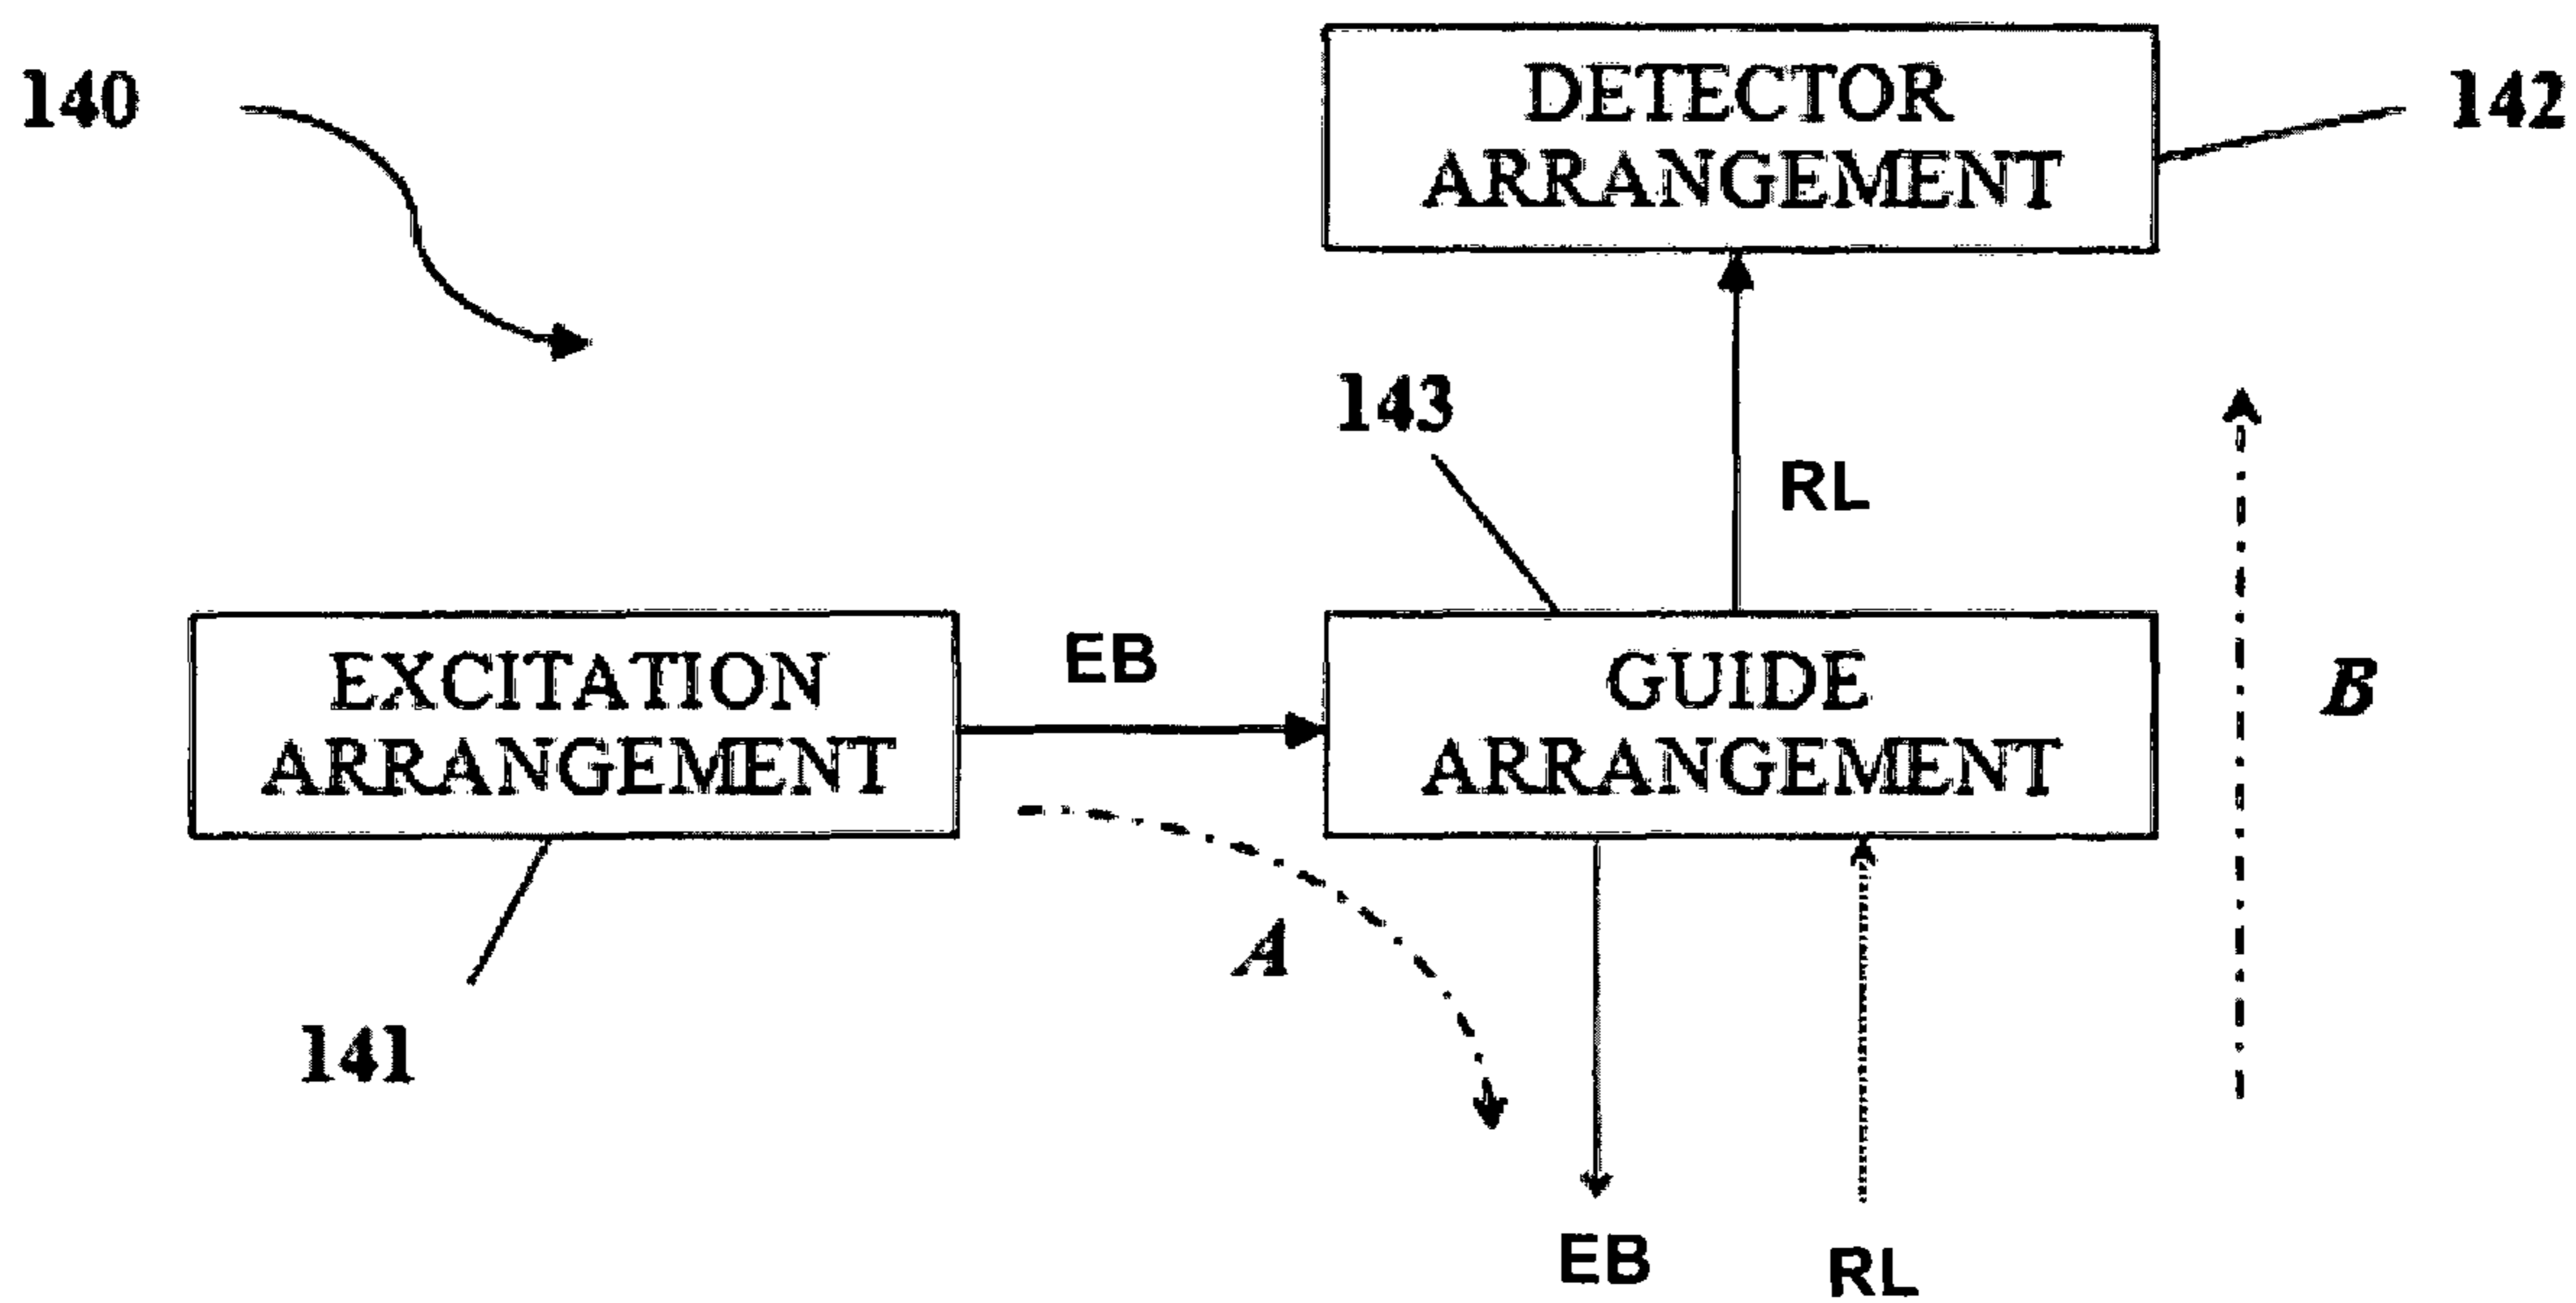 140
DETECTOR
ARRANGEMENT
142
143
RL
EXCITATION
ARRANGEMENT
EB
GUIDE
ARRANGEMENT
B
A
141
EB
RL